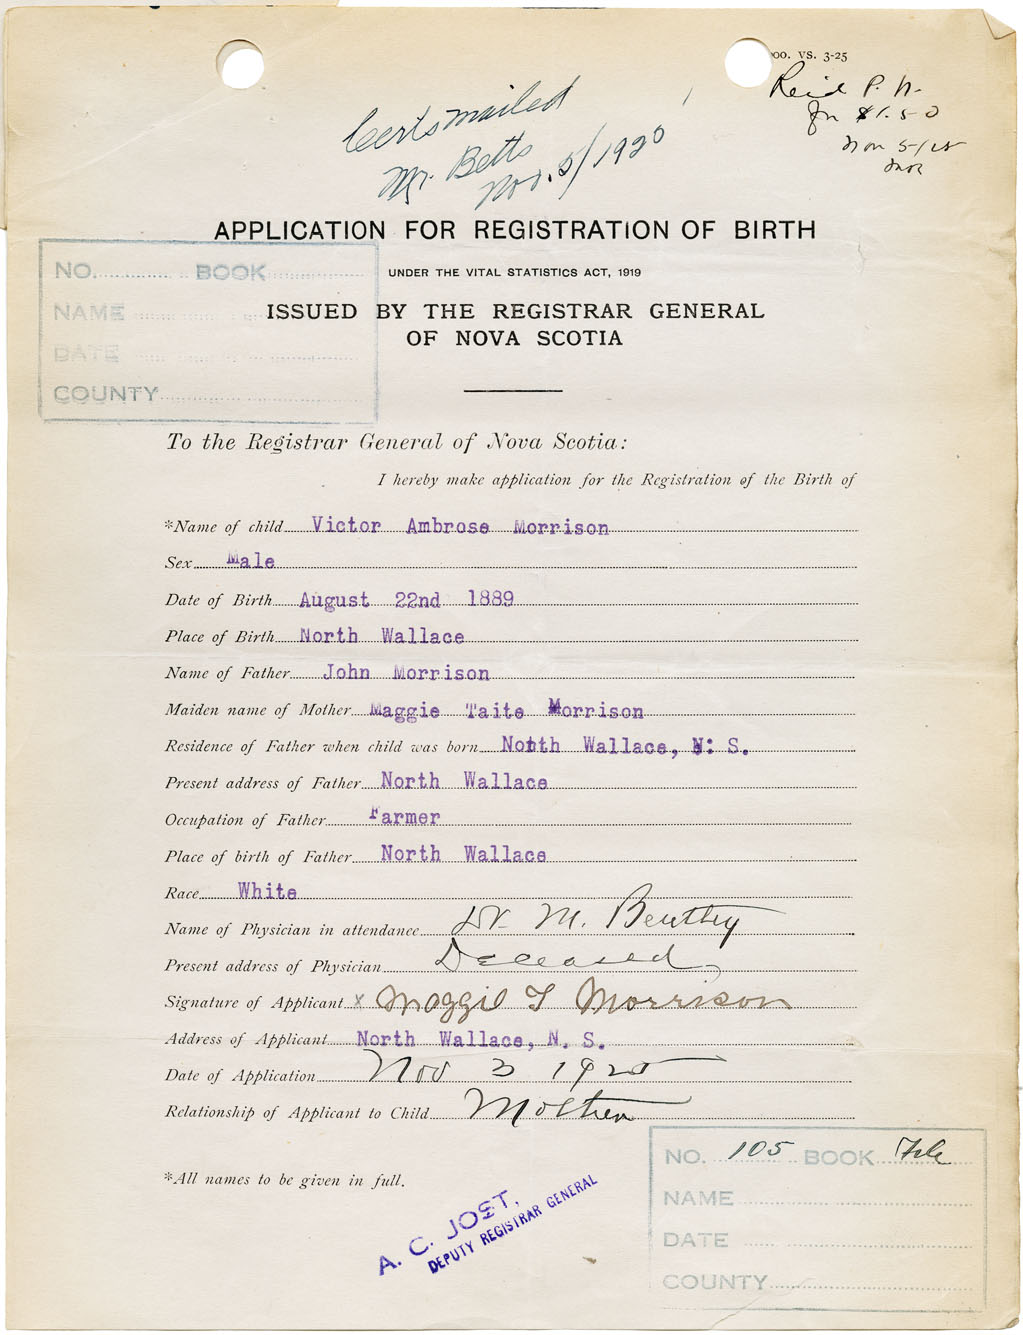 00. VS. 3-25
P. N.
$1.50
Nov 5/25
Certs mailed
Mr. Betts
Nov. 5/1920
APPLICATION FOR REGISTRATION OF BIRTH
UNDER THE VITAL STATISTICS ACT, 1919
ISSUED BY THE REGISTRAR GENERAL
OF NOVA SCOTIA
NO. BOOK
NAME
DATE
COUNTY
To the Registrar General of Nova Scotia:
I hereby make application for the Registration of the Birth of
*Name of child Victor Ambrose Morrison
Sex Male
Date of Birth August 22nd 1889
Place of Birth North Wallace
Name of Father John Morrison
Maiden name of Mother Maggie Taite Morrison
Residence of Father when child was born North Wallace, N. S.
Present address of Father North Wallace
Occupation of Father Farmer
Place of birth of Father North Wallace
Race White
Name of Physician in attendance Dr. M. Bentley
Present address of Physician Deceased
Signature of Applicant x Maggie T Morrison
Address of Applicant North Wallace, N. S.
Date of Application Nov 3 1925
Relationship of Applicant to Child Mother
*All names to be given in full.
A. C. JOST,
DEPUTY REGISTRAR GENERAL
NO. 105 BOOK File
NAME
DATE
COUNTY